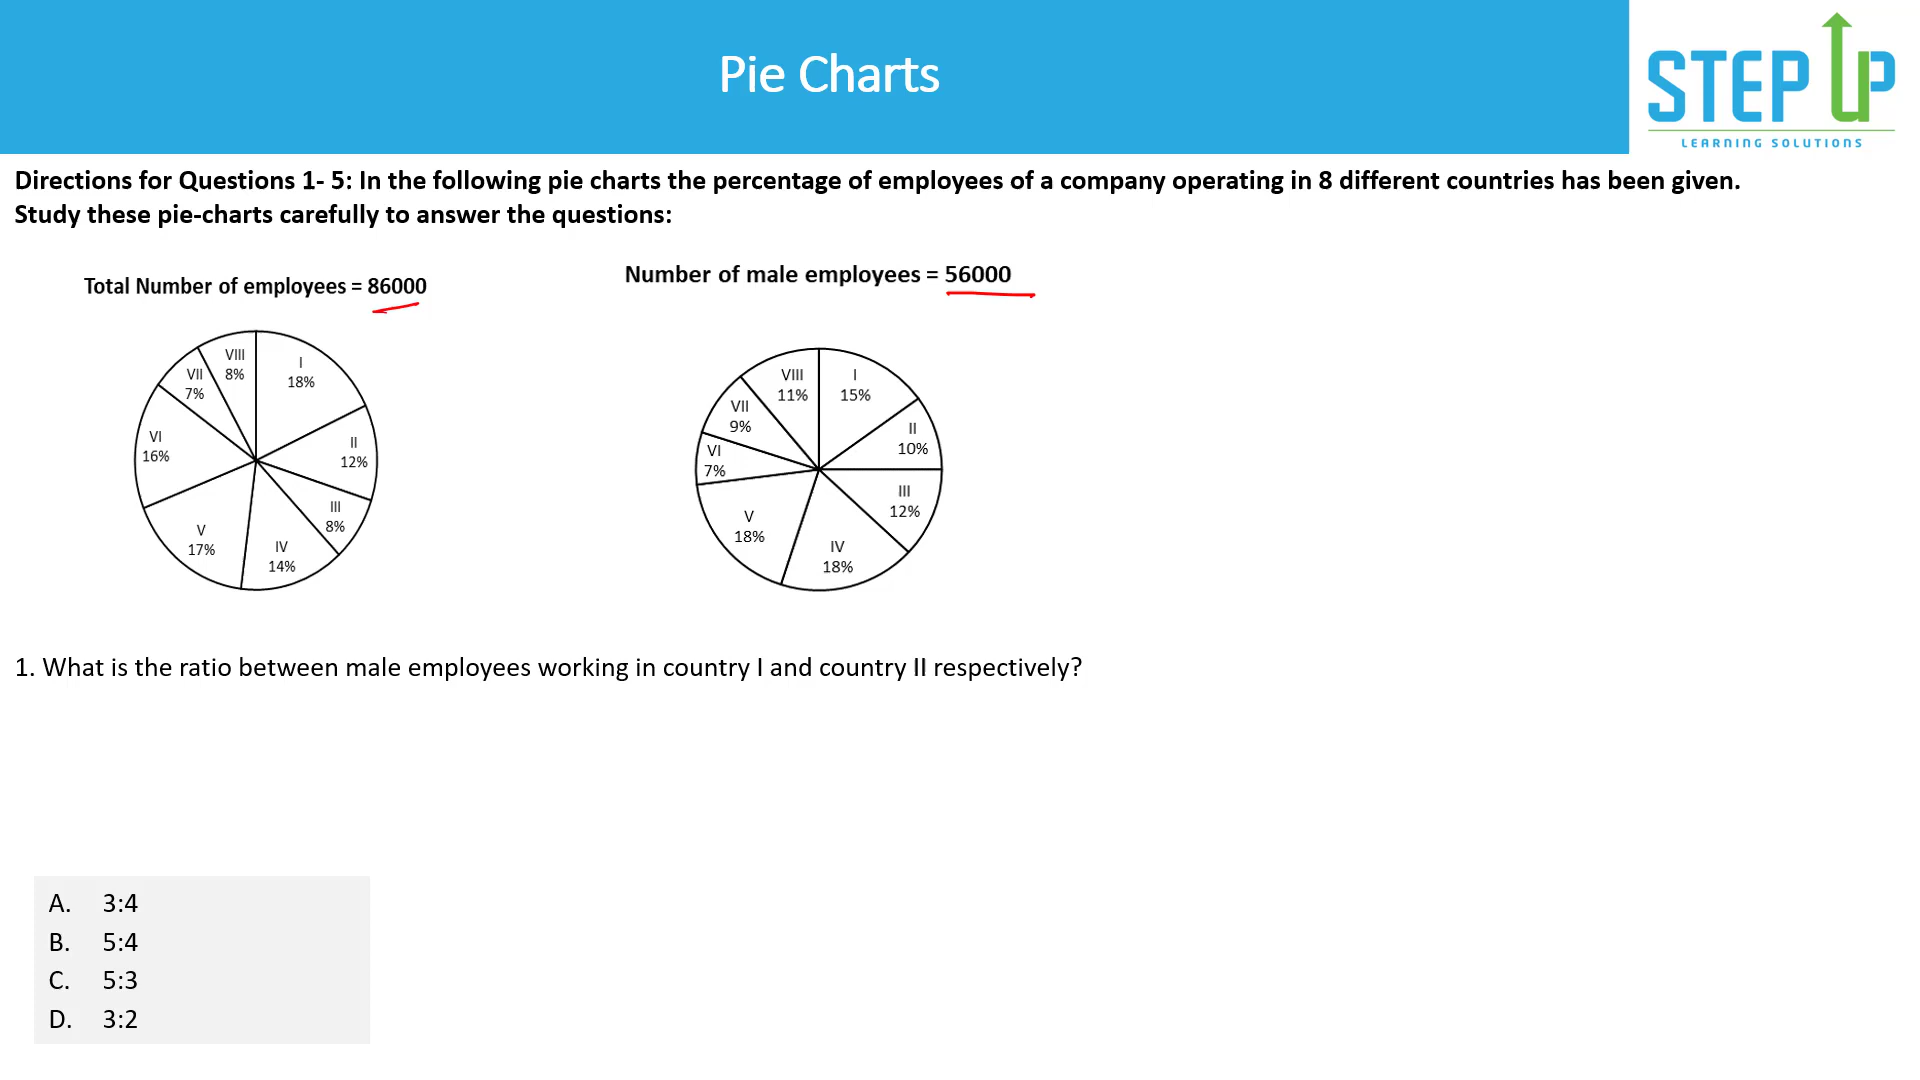 Pie Charts
STEP UP
LEARNING SOLUTIONS
Directions for Questions 1- 5: In the following pie charts the percentage of employees of a company operating in 8 different countries has been given.
Study these pie-charts carefully to answer the questions:
Total Number of employees = 86000
VIII
8%
I
18%
VII
7%
VI
16%
II
12%
III
8%
V
17%
IV
14%
Number of male employees = 56000
VIII
11%
I
15%
VII
9%
II
10%
VI
7%
III
12%
V
18%
IV
18%
1. What is the ratio between male employees working in country I and country II respectively?
A. 3:4
B. 5:4
C. 5:3
D. 3:2